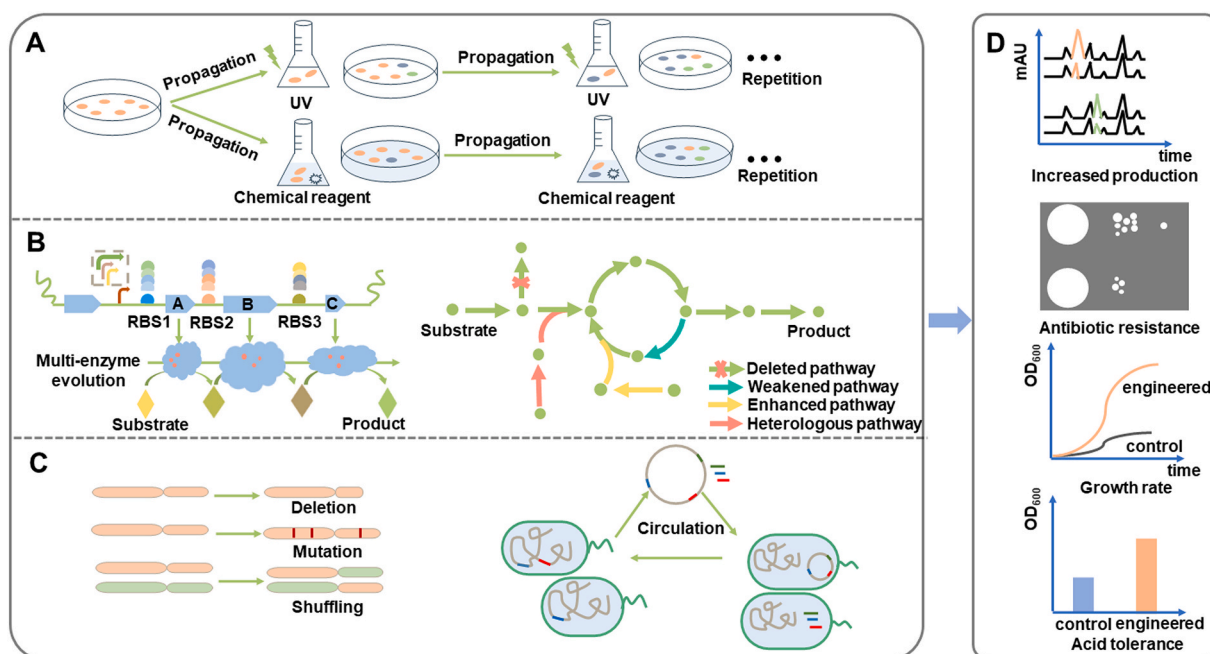 A
Propagation
Propagation
UV
Chemical reagent
Propagation
Propagation
UV
Chemical reagent
Repetition
Repetition
B
A
B
C
RBS1
RBS2
RBS3
Multi-enzyme
evolution
Substrate
Product
Substrate
Product
Deleted pathway
Weakened pathway
Enhanced pathway
Heterologous pathway
C
Deletion
Mutation
Shuffling
Circulation
D
mAU
time
Increased production
Antibiotic resistance
OD600
engineered
control
time
Growth rate
OD600
control engineered
Acid tolerance